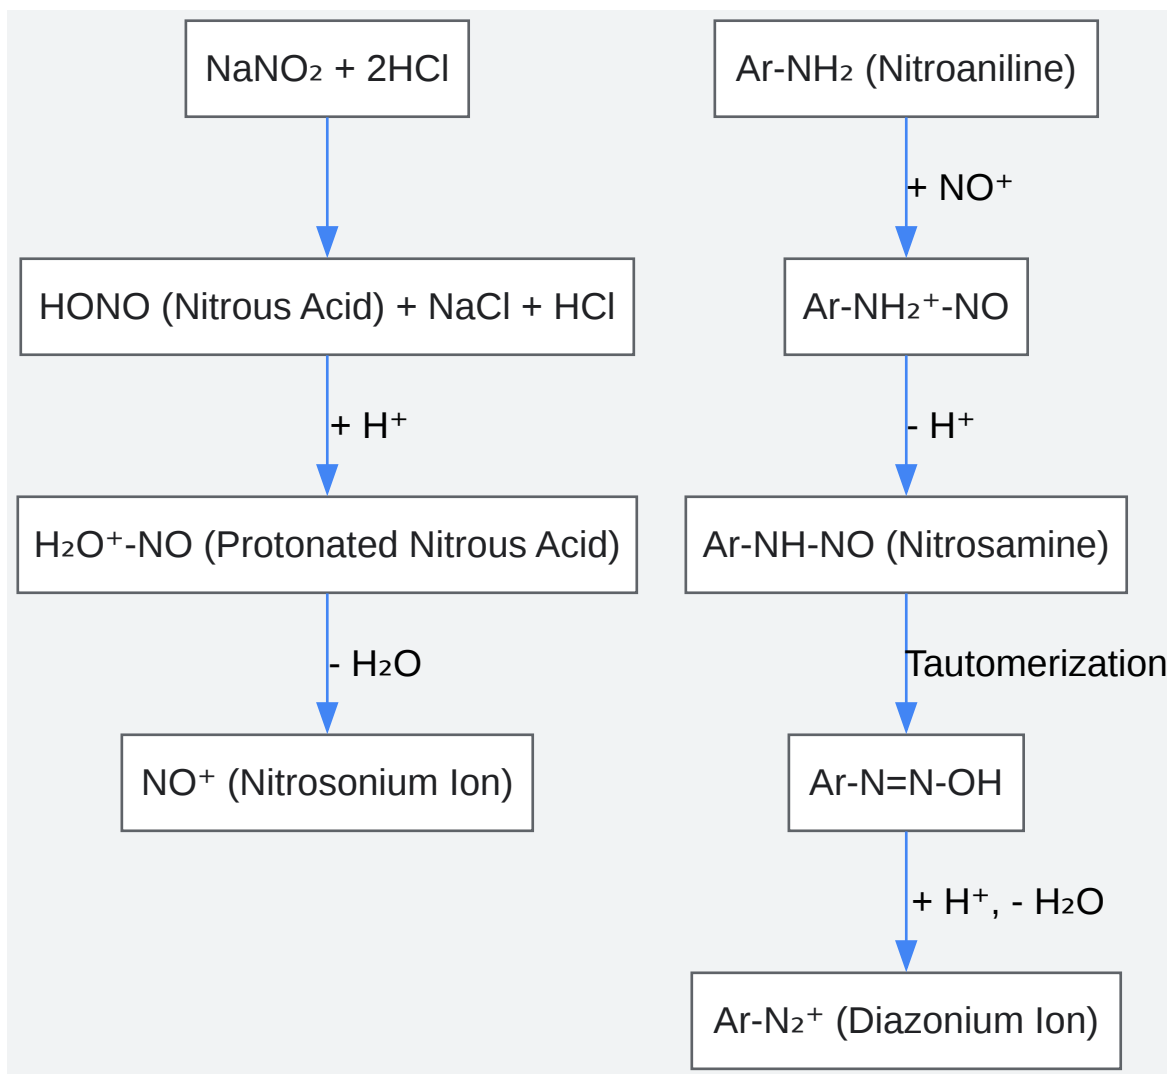 NaNO₂ + 2HCl
HONO (Nitrous Acid) + NaCl + HCl
+ H⁺
H₂O⁺-NO (Protonated Nitrous Acid)
- H₂O
NO⁺ (Nitrosonium Ion)
Ar-NH₂ (Nitroaniline)
+ NO⁺
Ar-NH₂⁺-NO
- H⁺
Ar-NH-NO (Nitrosamine)
Tautomerization
Ar-N=N-OH
+ H⁺, - H₂O
Ar-N₂⁺ (Diazonium Ion)